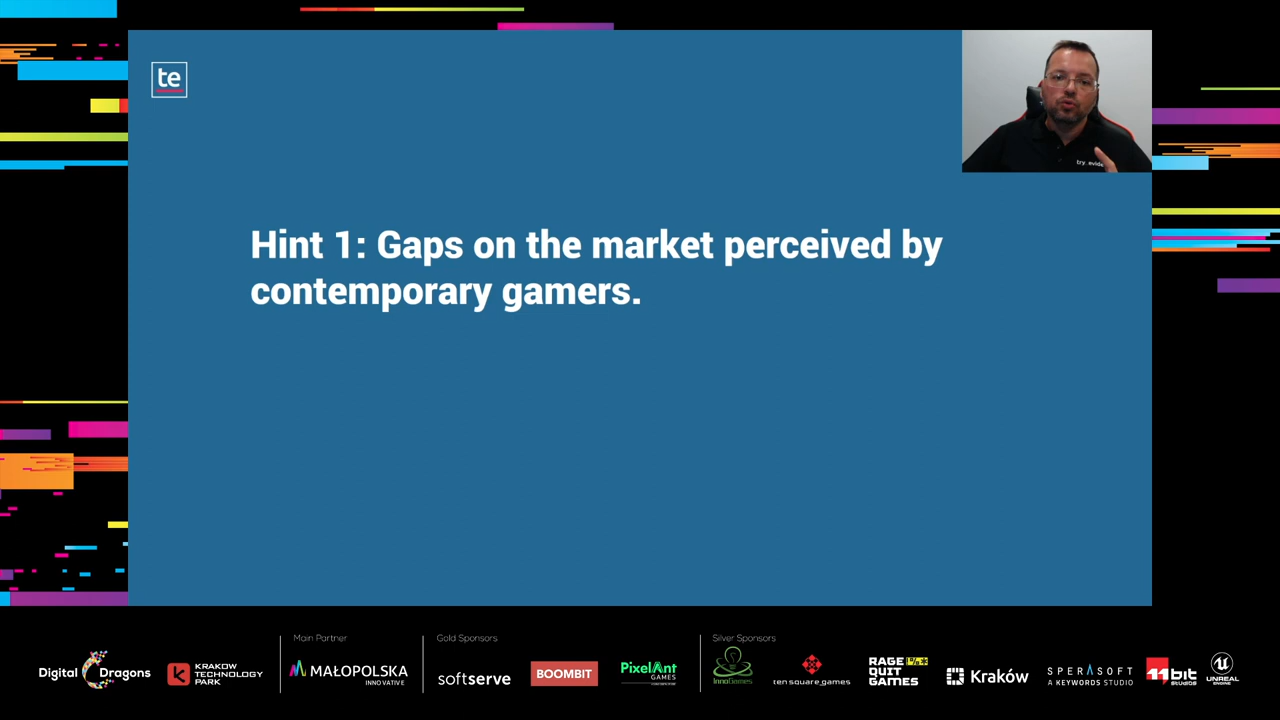 te
Hint 1: Gaps on the market perceived by
contemporary gamers.
try evide
Main Partner
Gold Sponsors
Silver Sponsors
Digital Dragons
KRAKOW
TECHNOLOGY
PARK
MAŁOPOLSKA
INNOVATIVE
softserve
BOOMBIT
PixelAnt
GAMES
InnoGames
ten square games
RAGE
QUIT
GAMES
Kraków
SPERASOFT
A KEYWORDS STUDIO
11bit
STUDIOS
UNREAL
ENGINE